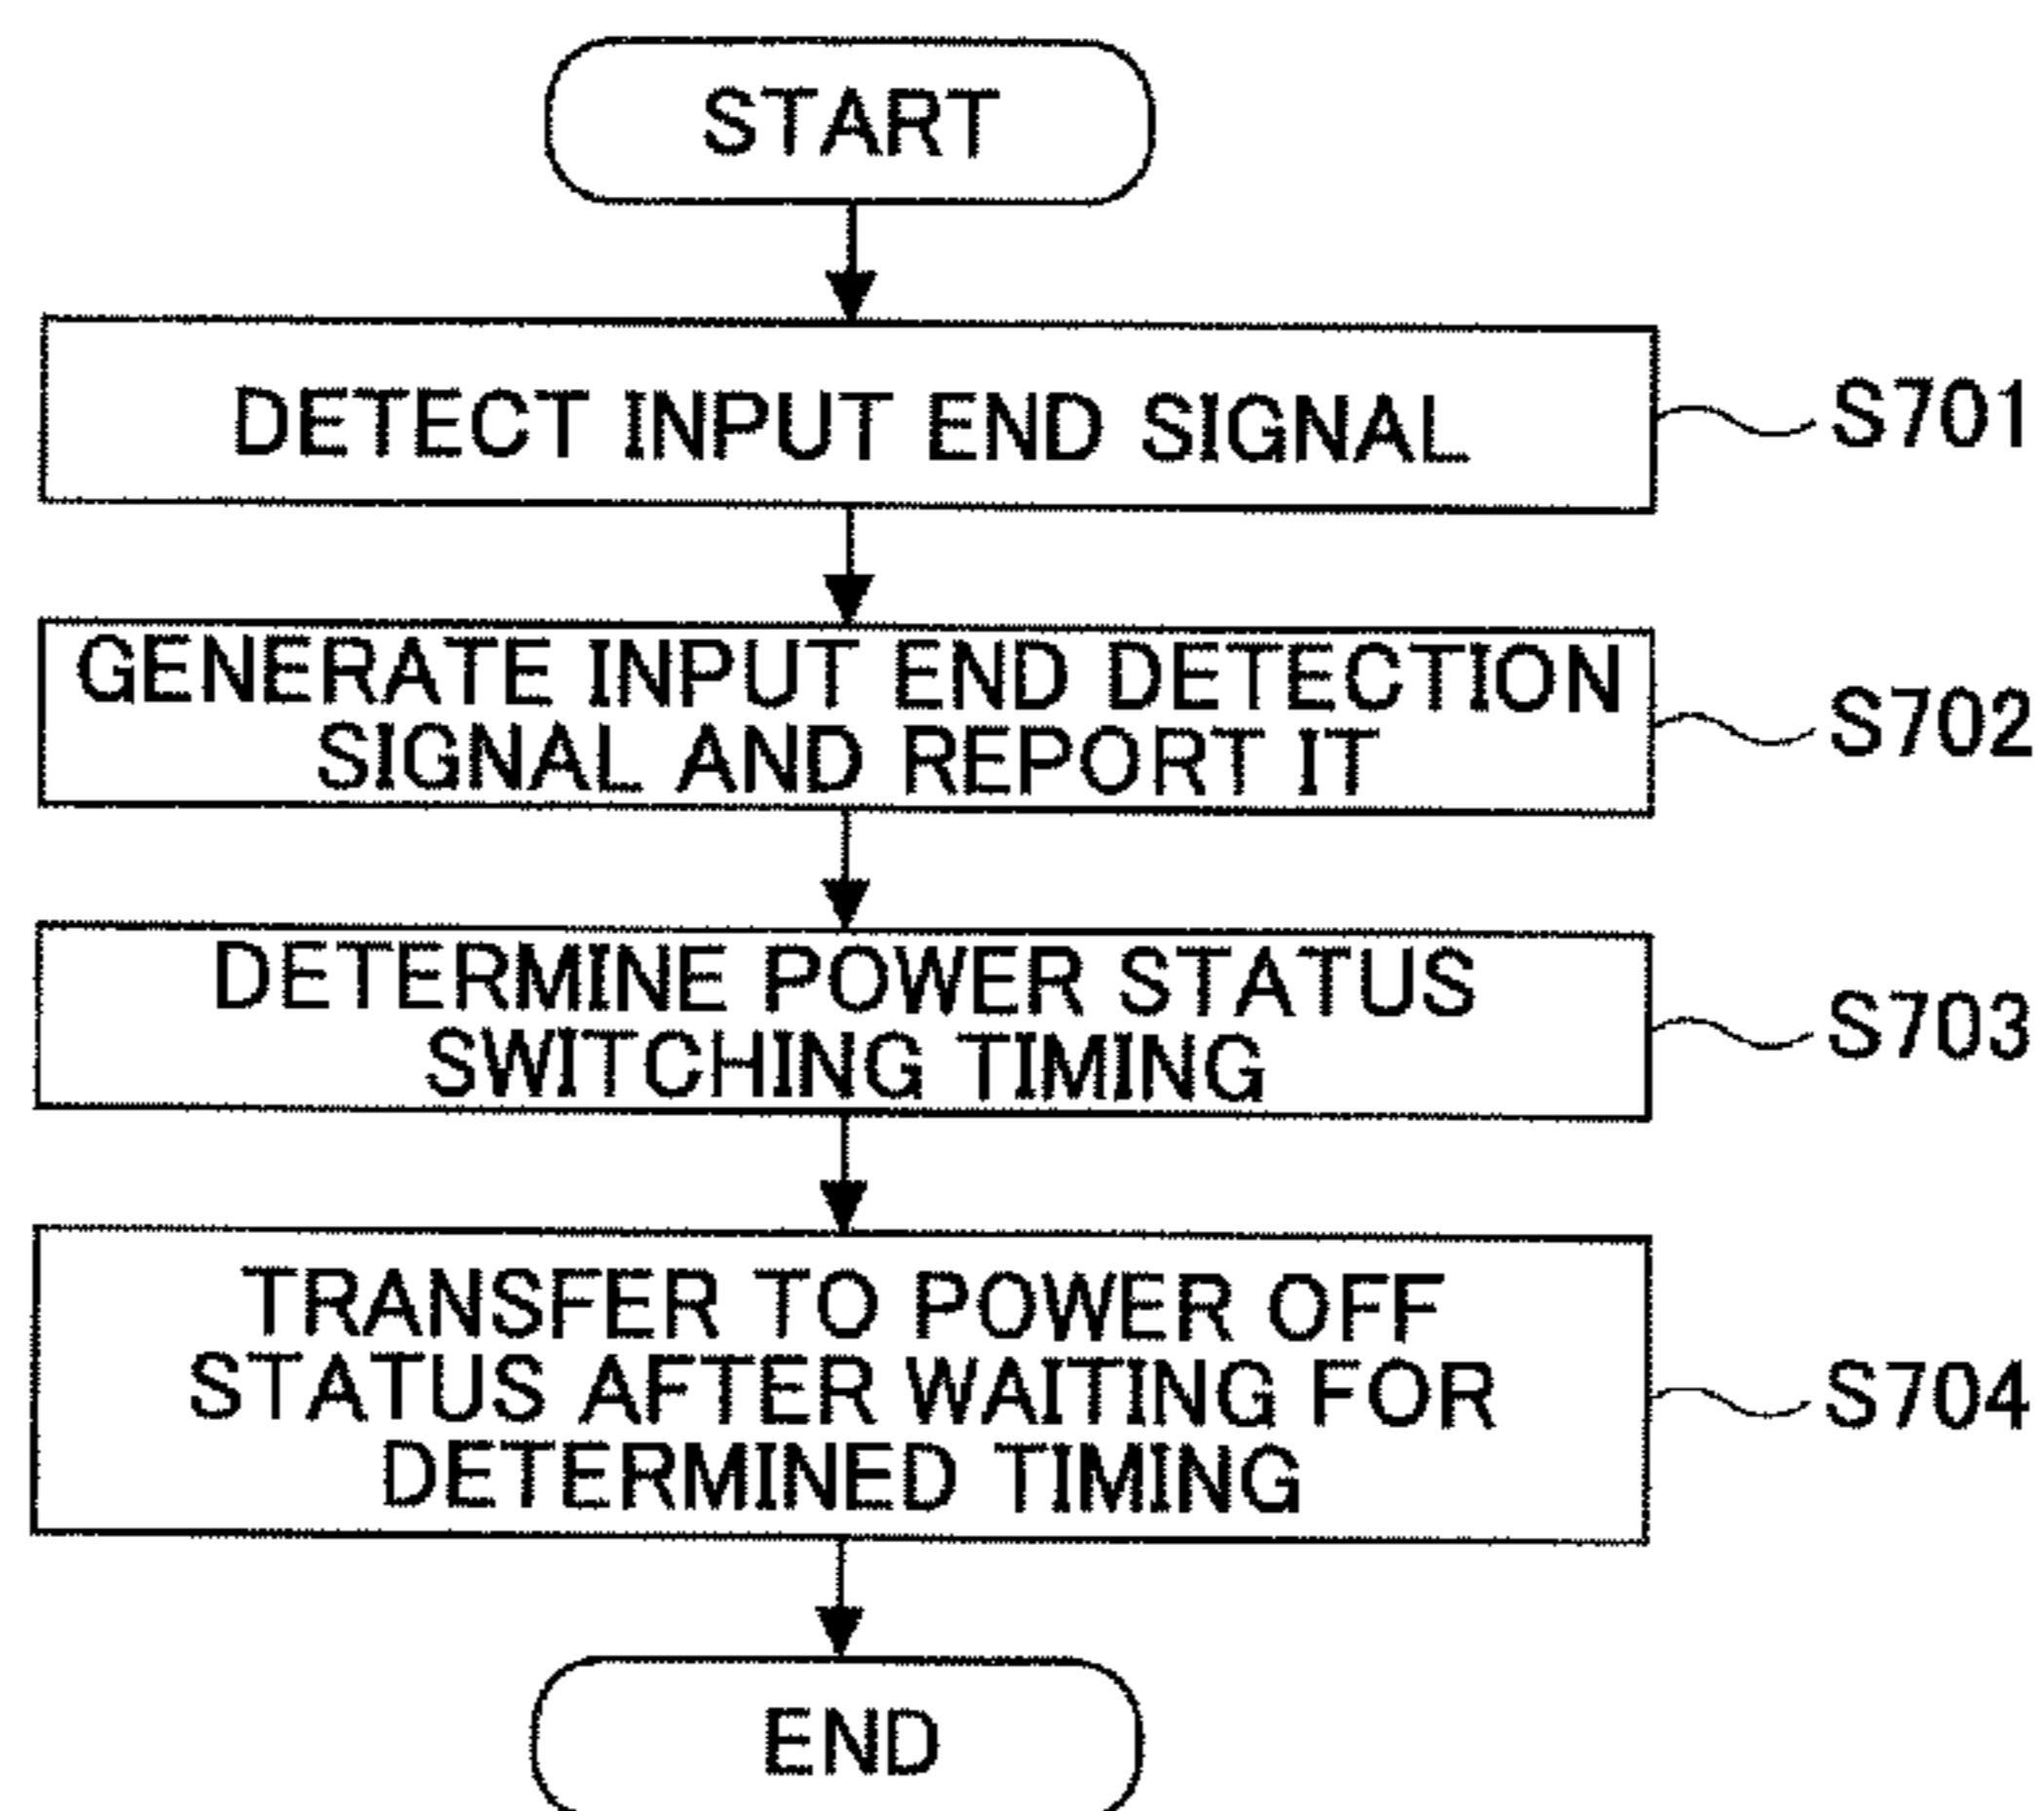 START
DETECT INPUT END SIGNAL
S701
GENERATE INPUT END DETECTION
SIGNAL AND REPORT IT
S702
DETERMINE POWER STATUS
SWITCHING TIMING
S703
TRANSFER TO POWER OFF
STATUS AFTER WAITING FOR
DETERMINED TIMING
S704
END